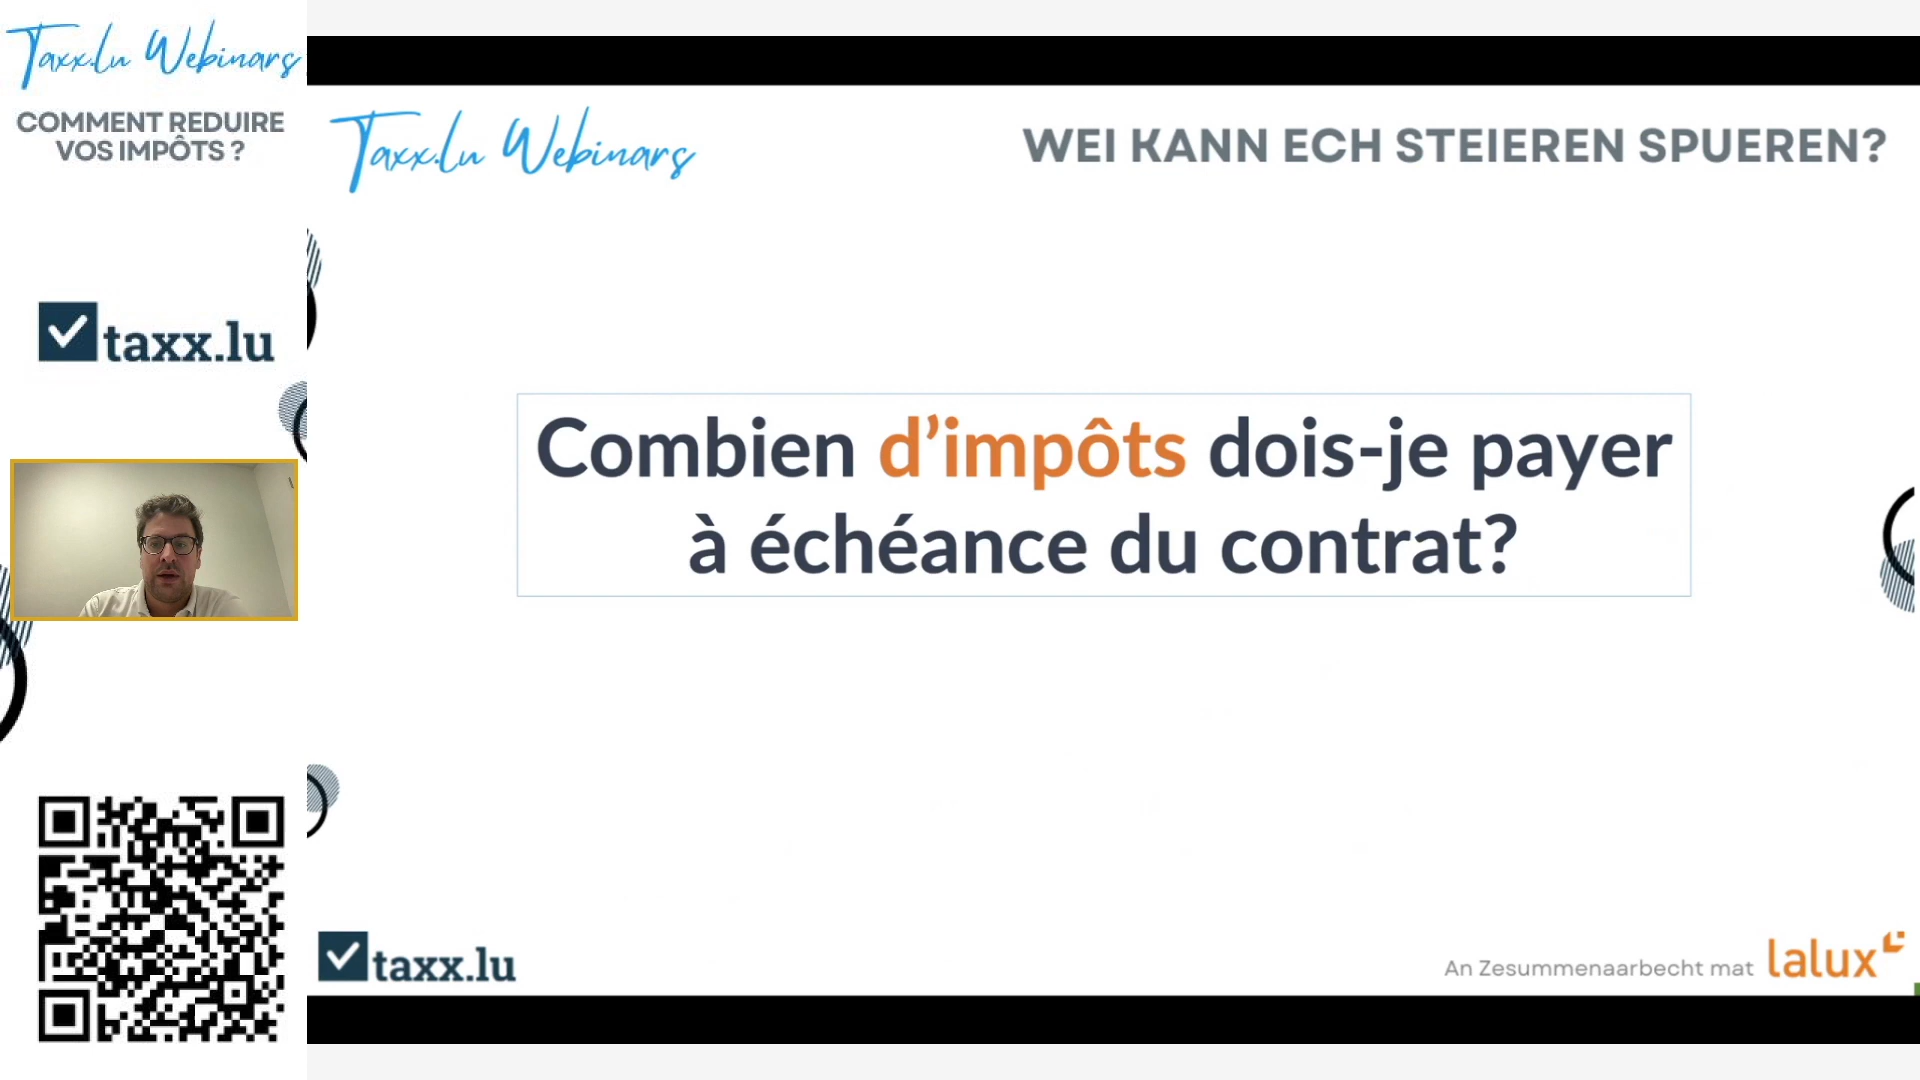 Taxx.lu Webinars
COMMENT REDUIRE
VOS IMPÔTS ?
taxx.lu
Taxx.lu Webinars
WEI KANN ECH STEIEREN SPUEREN?
Combien d’impôts dois-je payer
à échéance du contrat?
taxx.lu
An Zesummenaarbecht mat lalux